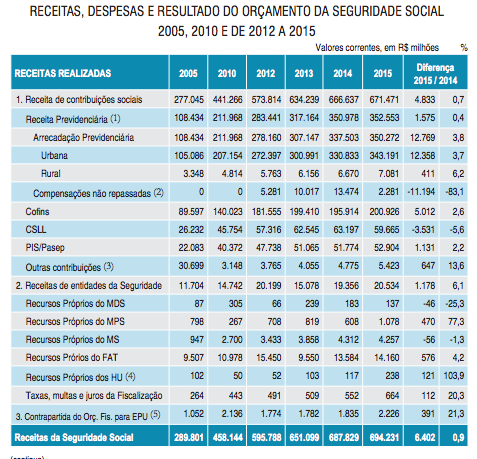 RECEITAS, DESPESAS E RESULTADO DO ORÇAMENTO DA SEGURIDADE SOCIAL
2005, 2010 E DE 2012 A 2015
Valores correntes, em R$ milhões %
RECEITAS REALIZADAS 2005 2010 2012 2013 2014 2015 Diferença 2015 / 2014
1. Receita de contribuições sociais 277.045 441.266 573.814 634.239 666.637 671.471 4.833 0,7
Receita Previdenciária (1) 108.434 211.968 283.441 317.164 350.978 352.553 1.575 0,4
Arrecadação Previdenciária 108.434 211.968 278.160 307.147 337.503 350.272 12.769 3,8
Urbana 105.086 207.154 272.397 300.991 330.833 343.191 12.358 3,7
Rural 3.348 4.814 5.763 6.156 6.670 7.081 411 6,2
Compensações não repassadas (2) 0 0 5.281 10.017 13.474 2.281 -11.194 -83,1
Cofins 89.597 140.023 181.555 199.410 195.914 200.926 5.012 2,6
CSLL 26.232 45.754 57.316 62.545 63.197 59.665 -3.531 -5,6
PIS/Pasep 22.083 40.372 47.738 51.065 51.774 52.904 1.131 2,2
Outras contribuições (3) 30.699 3.148 3.765 4.055 4.775 5.423 647 13,6
2. Receitas de entidades da Seguridade 11.704 14.742 20.199 15.078 19.356 20.534 1.178 6,1
Recursos Próprios do MDS 87 305 66 239 183 137 -46 -25,3
Recursos Próprios do MPS 798 267 708 819 608 1.078 470 77,3
Recursos Próprios do MS 947 2.700 3.433 3.858 4.312 4.257 -56 -1,3
Recursos Prórios do FAT 9.507 10.978 15.450 9.550 13.584 14.160 576 4,2
Recursos Próprios dos HU (4) 102 50 52 103 117 238 121 103,9
Taxas, multas e juros da Fiscalização 264 443 491 509 552 664 112 20,3
3. Contrapartida do Orç. Fis. para EPU (5) 1.052 2.136 1.774 1.782 1.835 2.226 391 21,3
Receitas da Seguridade Social 289.801 458.144 595.788 651.099 687.829 694.231 6.402 0,9
(continua)